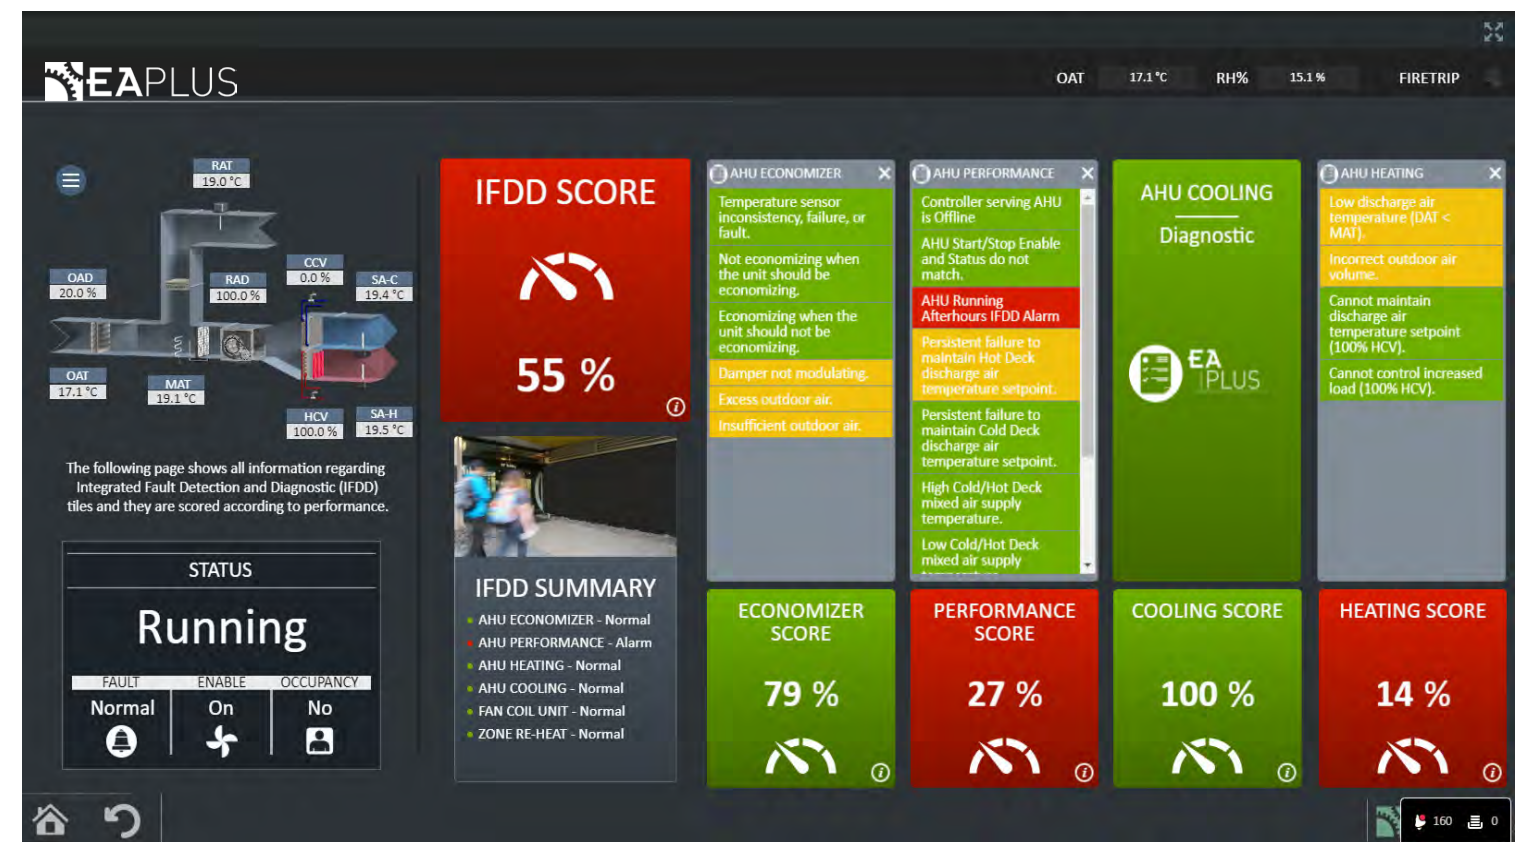 EAPLUS
OAT 17.1 °C RH% 15.1 % FIRETRIP
RAT
19.0 °C
OAD
20.0 %
RAD
100.0 %
CCV
0.0 %
SA-C
19.4 °C
OAT
17.1 °C
MAT
19.1 °C
HCV
100.0 %
SA-H
19.5 °C
The following page shows all information regarding
Integrated Fault Detection and Diagnostic (IFDD)
tiles and they are scored according to performance.
STATUS
Running
FAULT ENABLE OCCUPANCY
Normal On No
IFDD SCORE
55 %
IFDD SUMMARY
AHU ECONOMIZER - Normal
AHU PERFORMANCE - Alarm
AHU HEATING - Normal
AHU COOLING - Normal
FAN COIL UNIT - Normal
ZONE RE-HEAT - Normal
AHU ECONOMIZER
Temperature sensor
inconsistency, failure, or
fault.
Not economizing when
the unit should be
economizing.
Economizing when the
unit should not be
economizing.
Damper not modulating.
Excess outdoor air.
Insufficient outdoor air.
AHU PERFORMANCE
Controller serving AHU
is Offline
AHU Start/Stop Enable
and Status do not
match.
AHU Running
Afterhours IFDD Alarm
Persistent failure to
maintain Hot Deck
discharge air
temperature setpoint.
Persistent failure to
maintain Cold Deck
discharge air
temperature setpoint.
High Cold/Hot Deck
mixed air supply
temperature.
Low Cold/Hot Deck
mixed air supply
AHU COOLING
Diagnostic
EA
PLUS
AHU HEATING
Low discharge air
temperature (DAT <
MAT).
Incorrect outdoor air
volume.
Cannot maintain
discharge air
temperature setpoint
(100% HCV).
Cannot control increased
load (100% HCV).
ECONOMIZER
SCORE
79 %
PERFORMANCE
SCORE
27 %
COOLING SCORE
100 %
HEATING SCORE
14 %
160 0